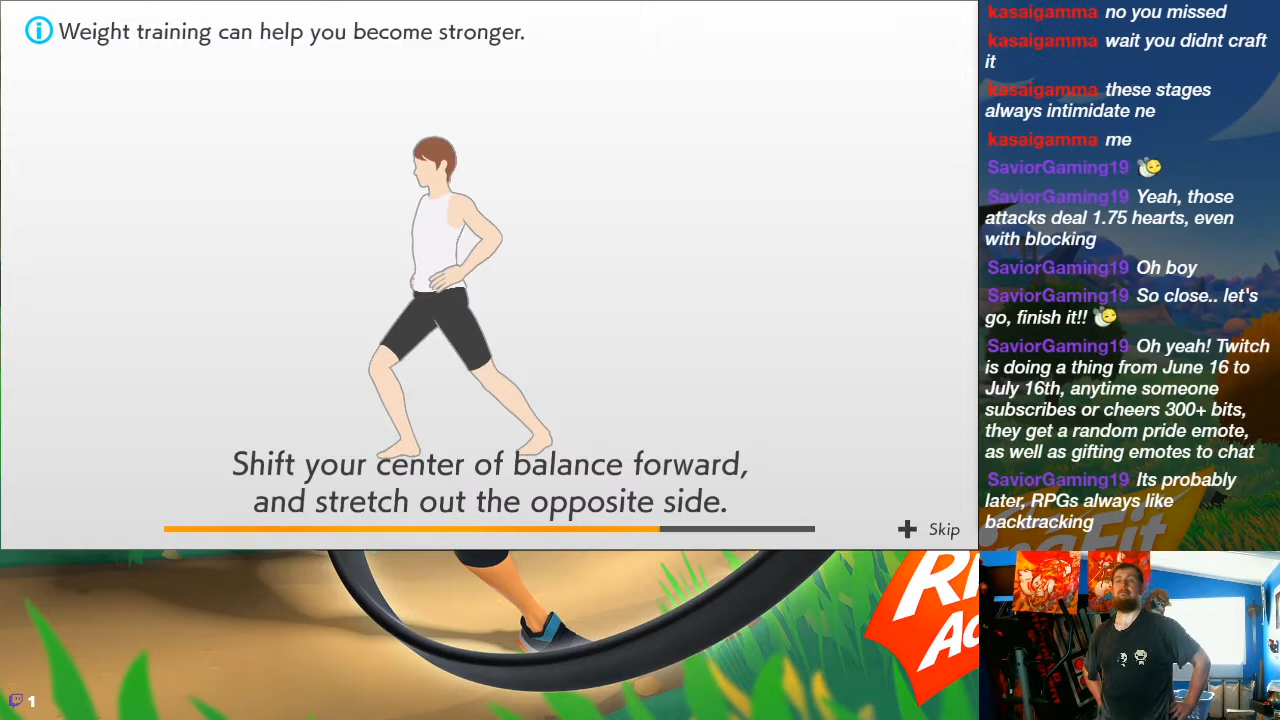 Weight training can help you become stronger.
Shift your center of balance forward,
and stretch out the opposite side.
Skip
kasaigamma no you missed
kasaigamma wait you didnt craft
it
kasaigamma these stages
always intimidate ne
kasaigamma me
SaviorGaming19
SaviorGaming19 Yeah, those
attacks deal 1.75 hearts, even
with blocking
SaviorGaming19 Oh boy
SaviorGaming19 So close.. let's
go, finish it!!
SaviorGaming19 Oh yeah! Twitch
is doing a thing from June 16 to
July 16th, anytime someone
subscribes or cheers 300+ bits,
they get a random pride emote,
as well as gifting emotes to chat
SaviorGaming19 Its probably
later, RPGs always like
backtracking
1